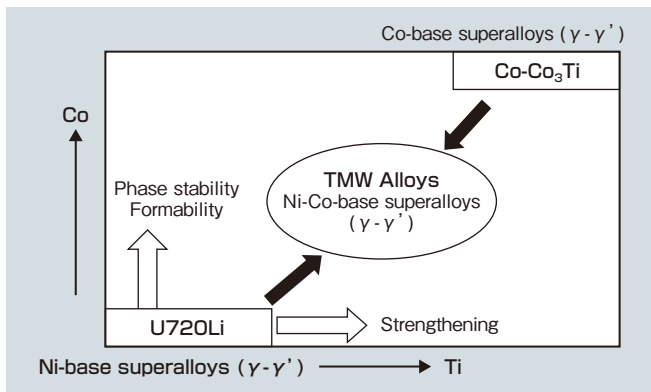 Co-base superalloys (γ-γ’)
Co-Co₃Ti
Co
TMW Alloys
Ni-Co-base superalloys
(γ-γ’)
Phase stability
Formability
U720Li
Strengthening
Ni-base superalloys (γ-γ’)
Ti